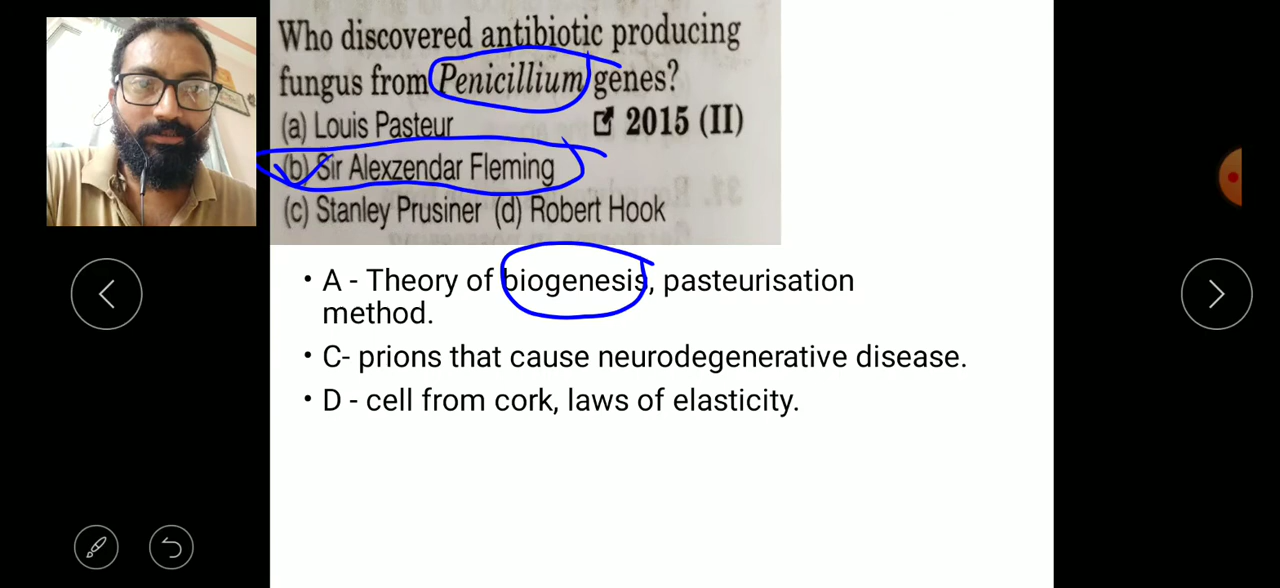 Who discovered antibiotic producing
fungus from Penicillium genes?
(a) Louis Pasteur 2015 (II)
(b) Sir Alexzendar Fleming
(c) Stanley Prusiner (d) Robert Hook
• A - Theory of biogenesis, pasteurisation
method.
• C- prions that cause neurodegenerative disease.
• D - cell from cork, laws of elasticity.